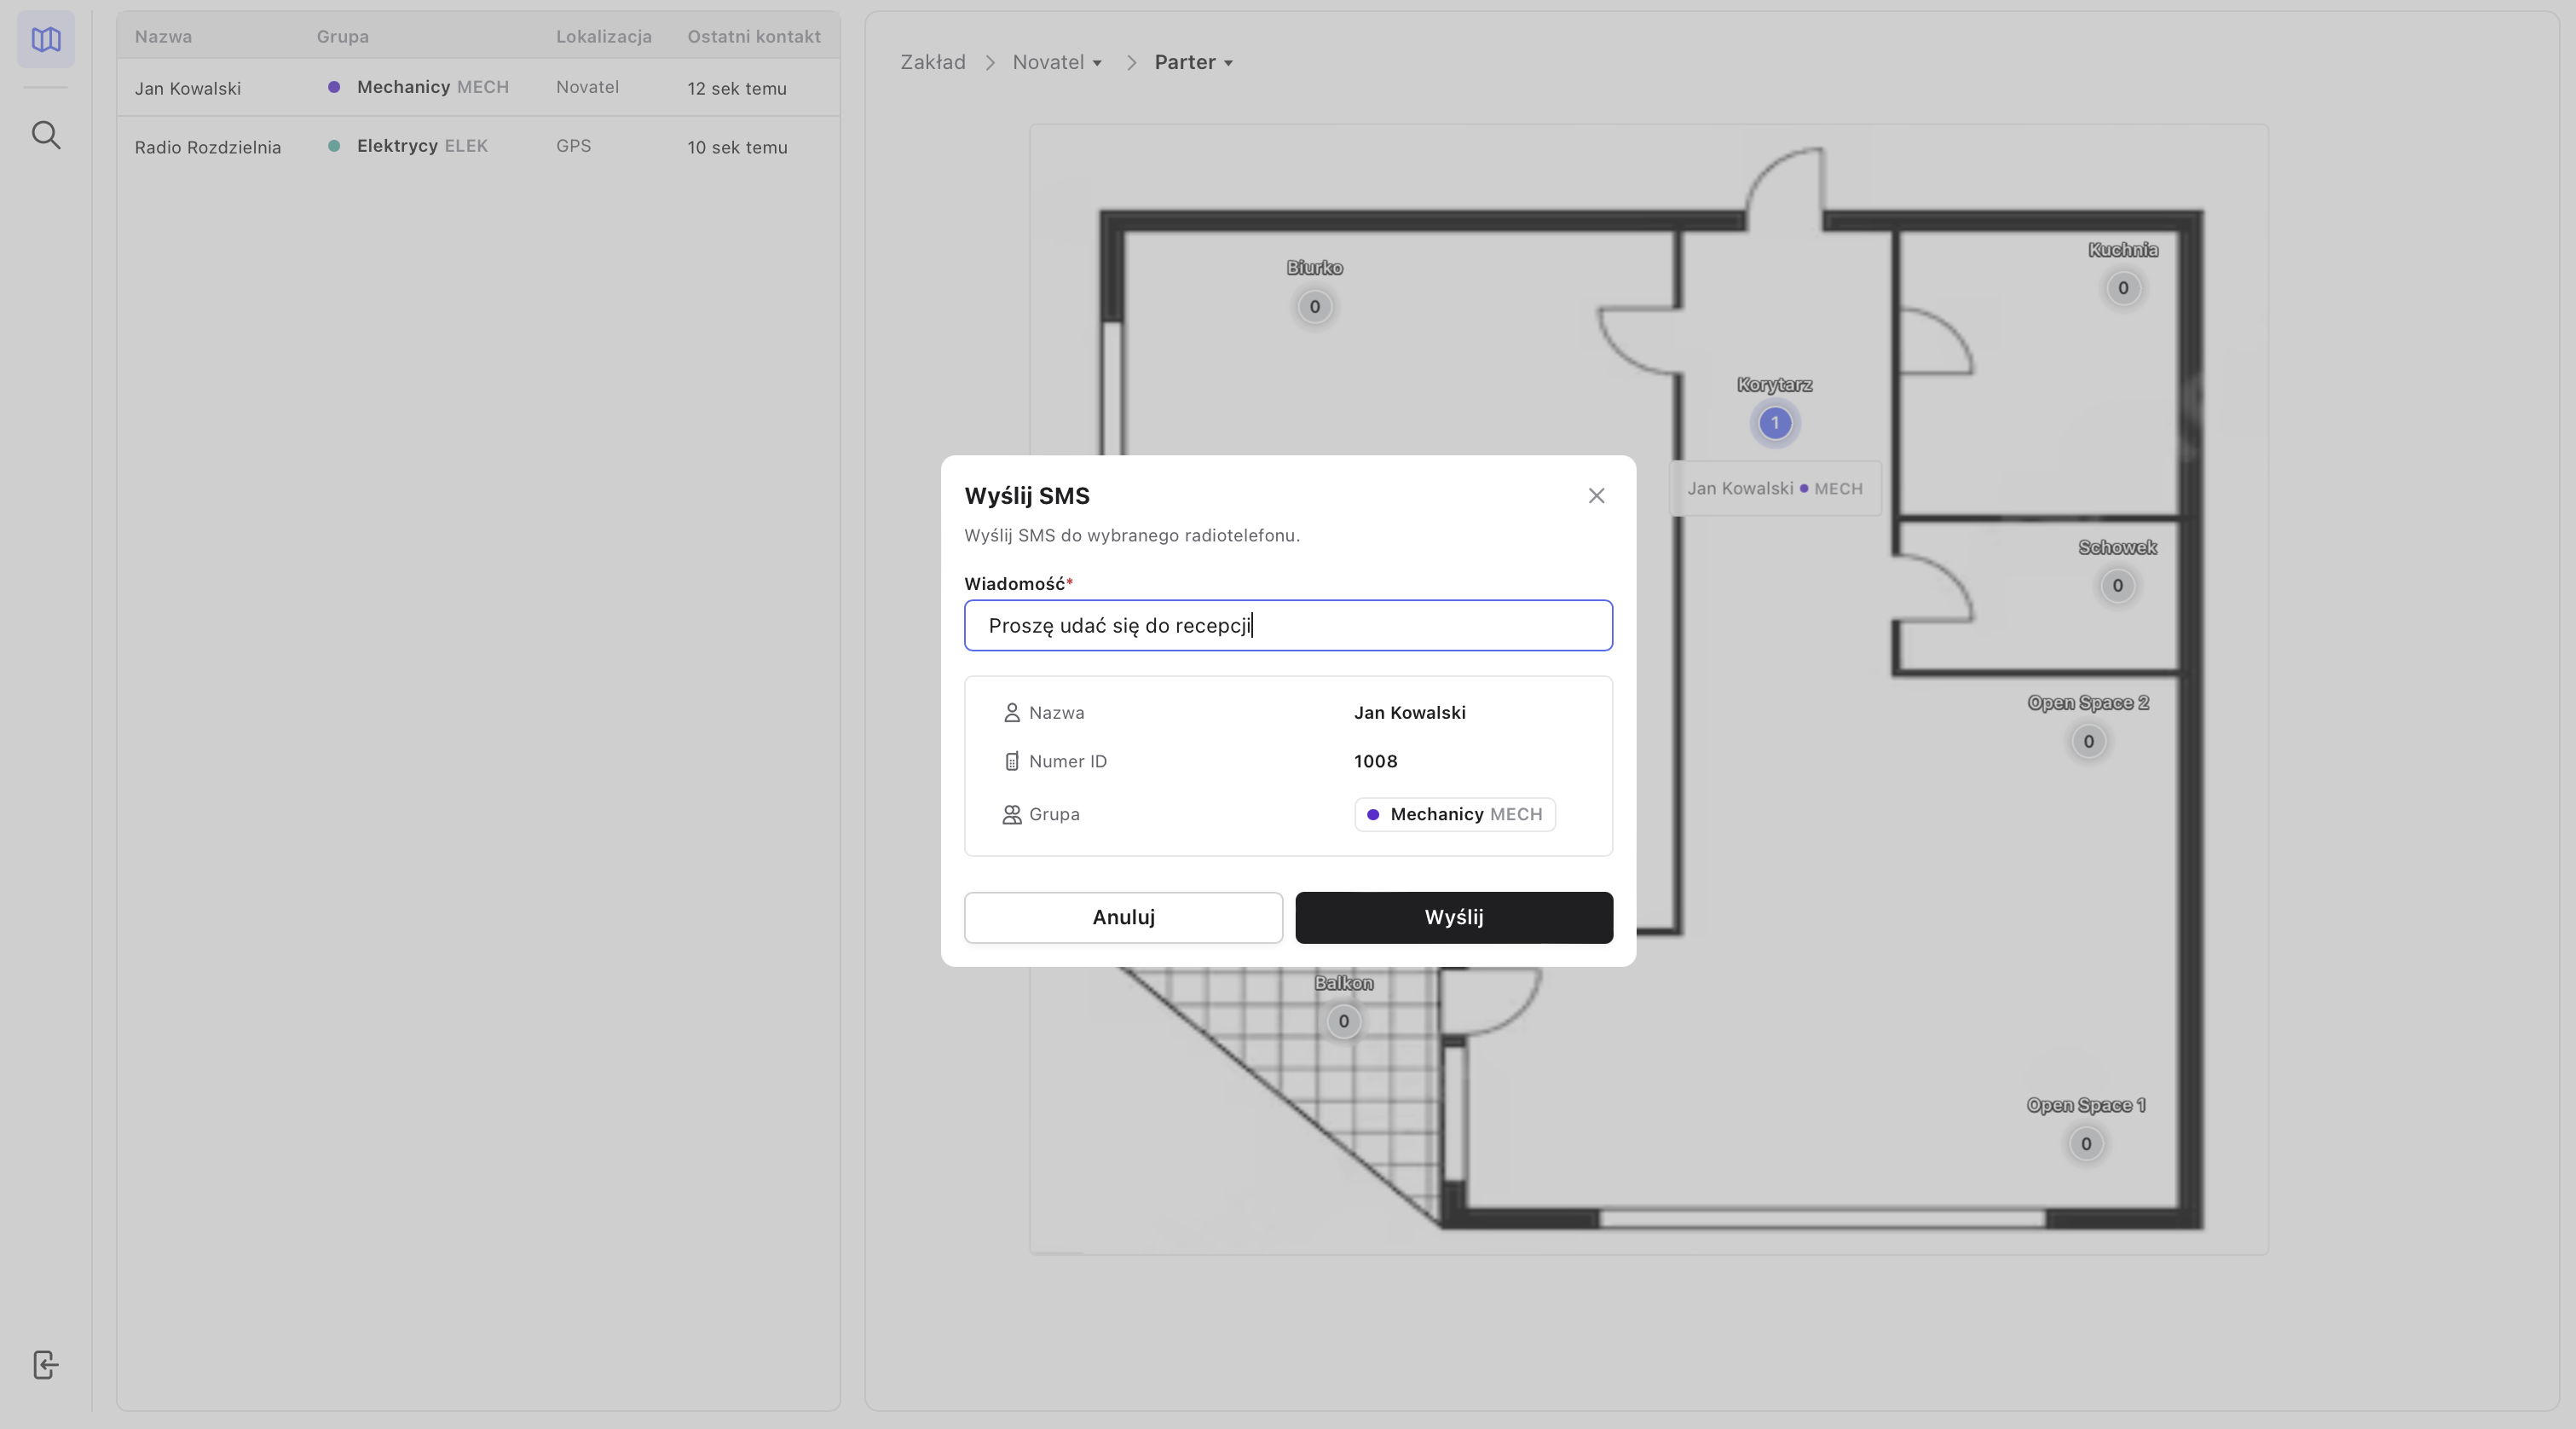 Nazwa Grupa Lokalizacja Ostatni kontakt
Jan Kowalski Mechanicy MECH Novatel 12 sek temu
Radio Rozdzielnia Elektrycy ELEK GPS 10 sek temu
Zakład Novatel Parter
Biurko
0
Kuchnia
0
Korytarz
1
Jan Kowalski MECH
Schowek
0
Open Space 2
0
Wyślij SMS
Wyślij SMS do wybranego radiotelefonu.
Wiadomość*
Proszę udać się do recepcji
Nazwa Jan Kowalski
Numer ID 1008
Grupa Mechanicy MECH
Anuluj Wyślij
Balkon
0
Open Space 1
0